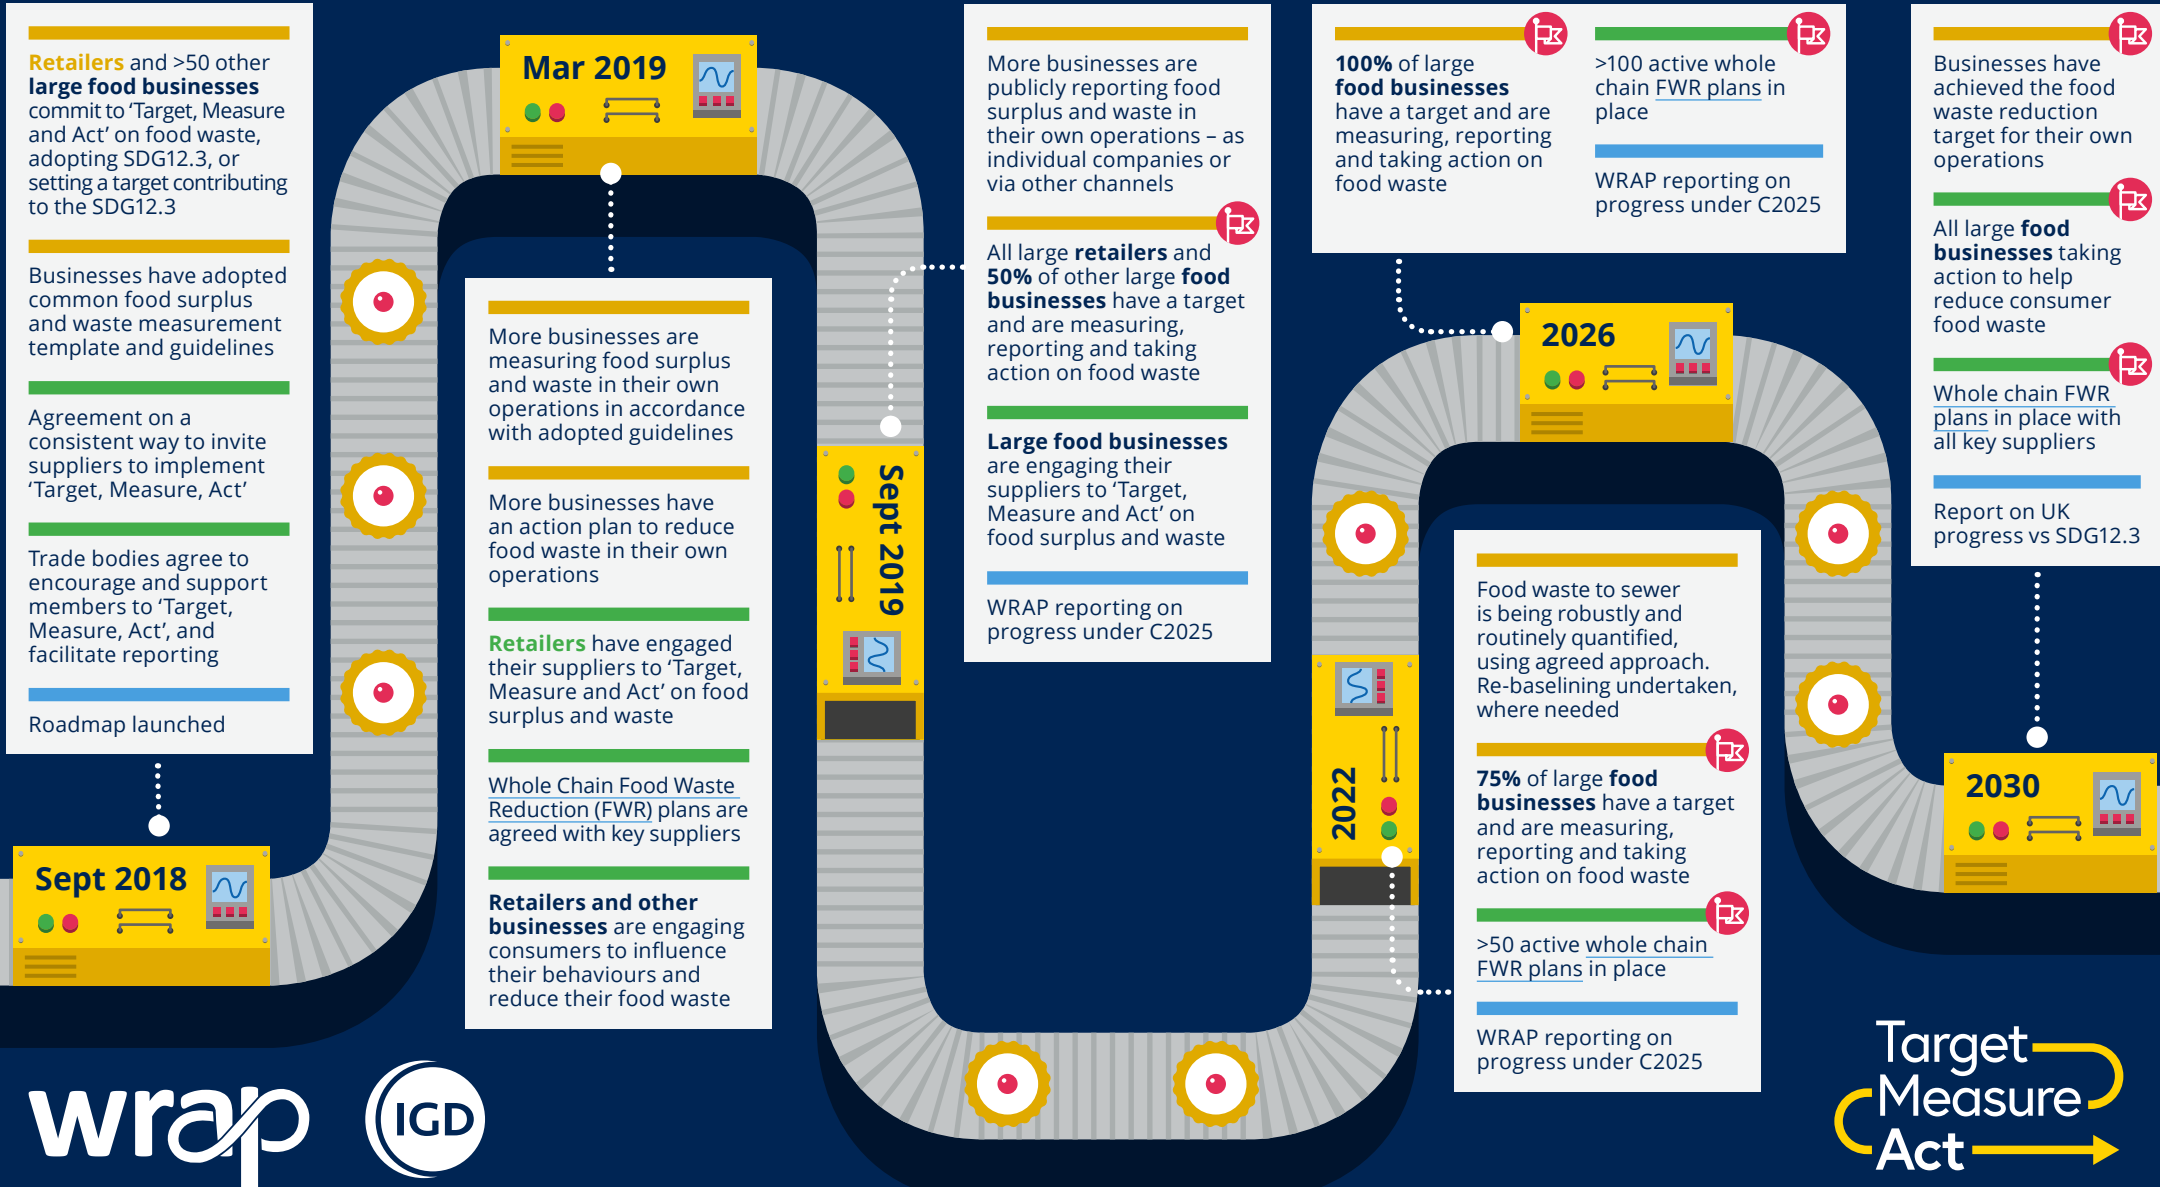 Retailers and >50 other
large food businesses
commit to ‘Target, Measure
and Act’ on food waste,
adopting SDG12.3, or
setting a target contributing
to the SDG12.3
Businesses have adopted
common food surplus
and waste measurement
template and guidelines
Agreement on a
consistent way to invite
suppliers to implement
‘Target, Measure, Act’
Trade bodies agree to
encourage and support
members to ‘Target,
Measure, Act’, and
facilitate reporting
Roadmap launched
Sept 2018
Mar 2019
More businesses are
measuring food surplus
and waste in their own
operations in accordance
with adopted guidelines
More businesses have
an action plan to reduce
food waste in their own
operations
Retailers have engaged
their suppliers to ‘Target,
Measure and Act’ on food
surplus and waste
Whole Chain Food Waste
Reduction (FWR) plans are
agreed with key suppliers
Retailers and other
businesses are engaging
consumers to influence
their behaviours and
reduce their food waste
Sept 2019
More businesses are
publicly reporting food
surplus and waste in
their own operations – as
individual companies or
via other channels
All large retailers and
50% of other large food
businesses have a target
and are measuring,
reporting and taking
action on food waste
Large food businesses
are engaging their
suppliers to ‘Target,
Measure and Act’ on
food surplus and waste
WRAP reporting on
progress under C2025
2022
Food waste to sewer
is being robustly and
routinely quantified,
using agreed approach.
Re-baselining undertaken,
where needed
75% of large food
businesses have a target
and are measuring,
reporting and taking
action on food waste
>50 active whole chain
FWR plans in place
WRAP reporting on
progress under C2025
100% of large
food businesses
have a target and are
measuring, reporting
and taking action on
food waste
>100 active whole
chain FWR plans in
place
WRAP reporting on
progress under C2025
2026
Businesses have
achieved the food
waste reduction
target for their own
operations
All large food
businesses taking
action to help
reduce consumer
food waste
Whole chain FWR
plans in place with
all key suppliers
Report on UK
progress vs SDG12.3
2030
wrap
IGD
Target
Measure
Act